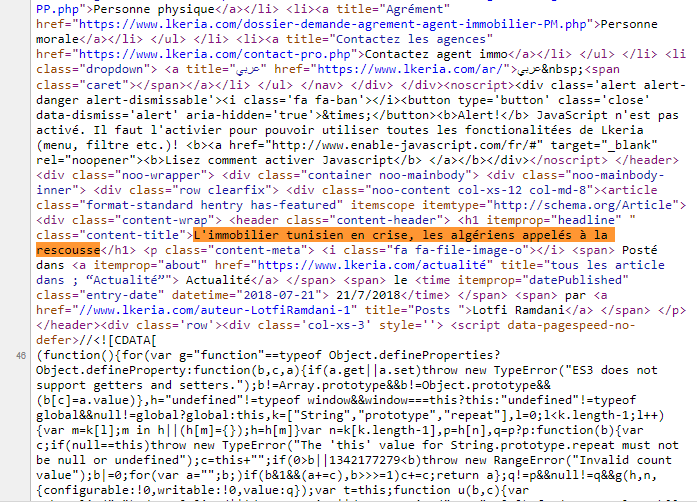 PP.php">Personne physique</a></li> <li><a title="Agrément"
href="https://www.lkeria.com/dossier-demande-agrement-agent-immobilier-PM.php">Personne
morale</a></li> </ul> </li> <li><a title="Contactez les agences"
href="https://www.lkeria.com/contact-pro.php">Contactez agent immo</a></li> </ul> </li> <li
class="dropdown"> <a title="عربي" href="https://www.lkeria.com/ar/">عربي&nbsp;<span
class="caret"></span></a></li> </ul> </nav> </div> </div><noscript><div class='alert alert-
danger alert-dismissable'><i class='fa fa-ban'></i><button type='button' class='close'
data-dismiss='alert' aria-hidden='true'>&times;</button><b>Alert!</b> JavaScript n'est pas
activé. Il faut l'activier pour pouvoir utiliser toutes les fonctionalitées de Lkeria
(menu, filtre etc.)! <b><a href="http://www.enable-javascript.com/fr/#" target="_blank"
rel="noopener"><b>Lisez comment activer Javascript</b> </a></b></div></noscript> </header>
<div class="noo-wrapper"> <div class="container noo-mainbody"> <div class="noo-mainbody-
inner"> <div class="row clearfix"> <div class="noo-content col-xs-12 col-md-8"><article
class="format-standard hentry has-featured" itemscope itemtype="http://schema.org/Article">
<div class="content-wrap"> <header class="content-header"> <h1 itemprop="headline" "
class="content-title">L'immobilier tunisien en crise, les algériens appelés à la
rescousse</h1> <p class="content-meta"> <i class="fa fa-file-image-o"></i> <span> Posté
dans <a itemprop="about" href="https://www.lkeria.com/actualité" title="tous les article
dans ; “Actualité”"> Actualité</a> </span> <span> le <time itemprop="datePublished"
class="entry-date" datetime="2018-07-21"> 21/7/2018</time> </span> <span> par <a
href="//www.lkeria.com/auteur-LotfiRamdani-1" title="Posts ">Lotfi Ramdani</a> </span> </p>
</header><div class='row'><div class='col-xs-3' style=''> <script data-pagespeed-no-
defer>//<![CDATA[
46 (function(){for(var g="function"==typeof Object.defineProperties?
Object.defineProperty:function(b,c,a){if(a.get||a.set)throw new TypeError("ES3 does not
support getters and setters.");b!=Array.prototype&&b!=Object.prototype&&
(b[c]=a.value)},h="undefined"!=typeof window&&window===this?this:"undefined"!=typeof
global&&null!=global?global:this,k=["String","prototype","repeat"],l=0;l<k.length-1;l++)
{var m=k[l];m in h||(h[m]={});h=h[m]}var n=k[k.length-1],p=h[n],q=p?p:function(b){var
c;if(null==this)throw new TypeError("The 'this' value for String.prototype.repeat must not
be null or undefined");c=this+"";if(0>b||1342177279<b)throw new RangeError("Invalid count
value");b|=0;for(var a="";b;)if(b&1&&(a+=c),b>>>=1)c+=c;return a};q!=p&&null!=q&&g(h,n,
{configurable:!0,writable:!0,value:q});var t=this;function u(b,c){var